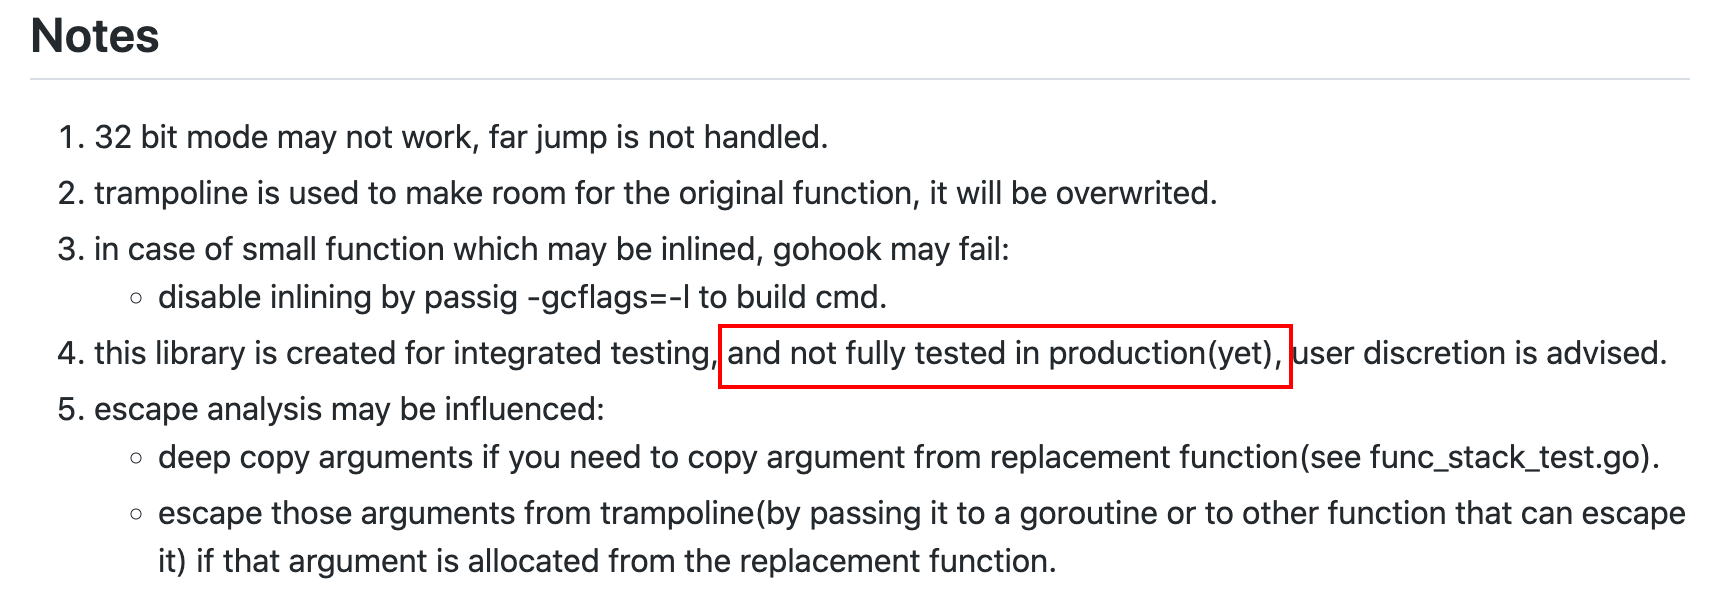 Notes
1. 32 bit mode may not work, far jump is not handled.
2. trampoline is used to make room for the original function, it will be overwrited.
3. in case of small function which may be inlined, gohook may fail:
◦ disable inlining by passig -gcflags=-l to build cmd.
4. this library is created for integrated testing, and not fully tested in production(yet), user discretion is advised.
5. escape analysis may be influenced:
◦ deep copy arguments if you need to copy argument from replacement function(see func_stack_test.go).
◦ escape those arguments from trampoline(by passing it to a goroutine or to other function that can escape
it) if that argument is allocated from the replacement function.